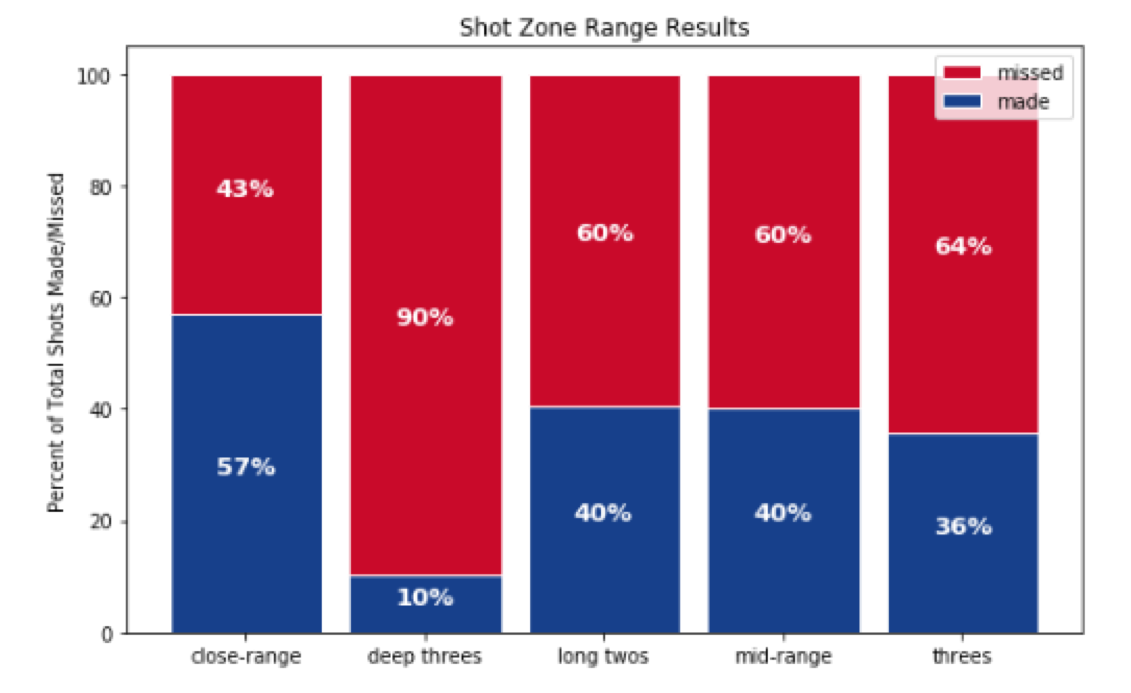 Shot Zone Range Results
Percent of Total Shots Made/Missed
100
80
60
40
20
0
missed
made
43%
90%
60%
60%
64%
57%
10%
40%
40%
36%
close-range
deep threes
long twos
mid-range
threes